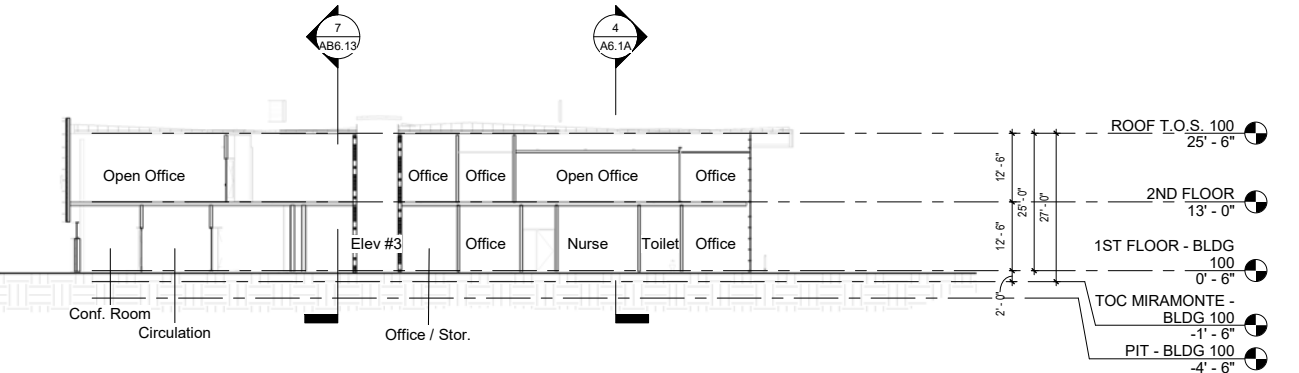 7
AB6.13
4
A6.1A
ROOF T.O.S. 100
25' - 6"
Open Office
Office
Office
Open Office
Office
12' - 6"
25' - 0"
27' - 0"
2ND FLOOR
13' - 0"
Elev #3
Office
Nurse
Toilet
Office
12' - 6"
1ST FLOOR - BLDG
100
0' - 6"
2' - 0"
Conf. Room
Circulation
Office / Stor.
TOC MIRAMONTE -
BLDG 100
-1' - 6"
PIT - BLDG 100
-4' - 6"